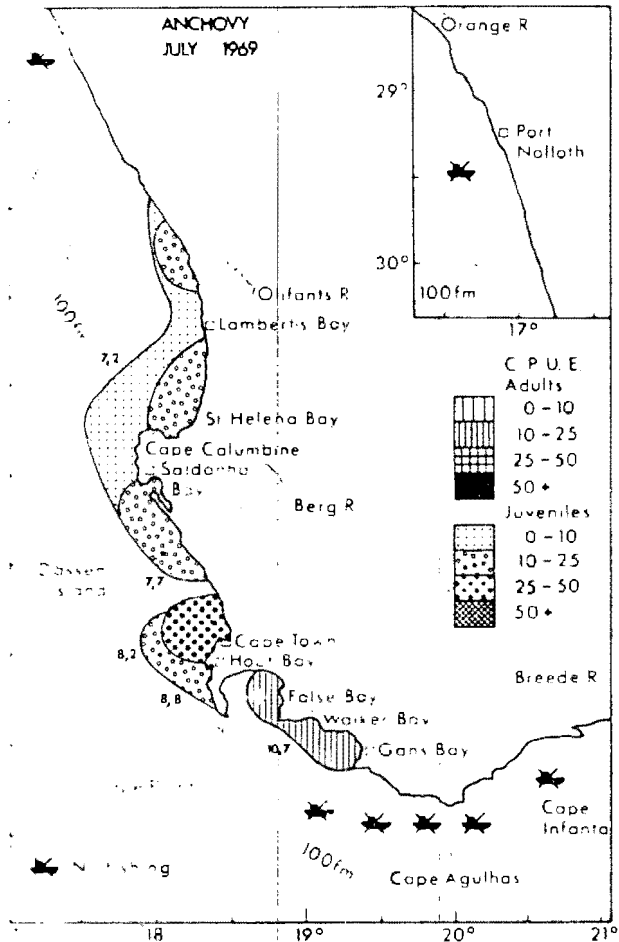 ANCHOVY
JULY 1969
Orange R
29°
Port
Nolloth
30°
100fm
17°
Olifants R
100fm
Lamberts Bay
7,2
C.P.U.E.
Adults
0-10
10-25
25-50
50+
St Helena Bay
Cape Columbine
Saldanha
Bay
Berg R
Juveniles
0-10
10-25
25-50
50+
7,7
Dassen
Island
8,2
Cape Town
Hout Bay
8,8
Breede R
False Bay
Walker Bay
10,7
Gans Bay
Cape
Infanta
100fm
Fishing
Cape Agulhas
18
19°
20°
21°